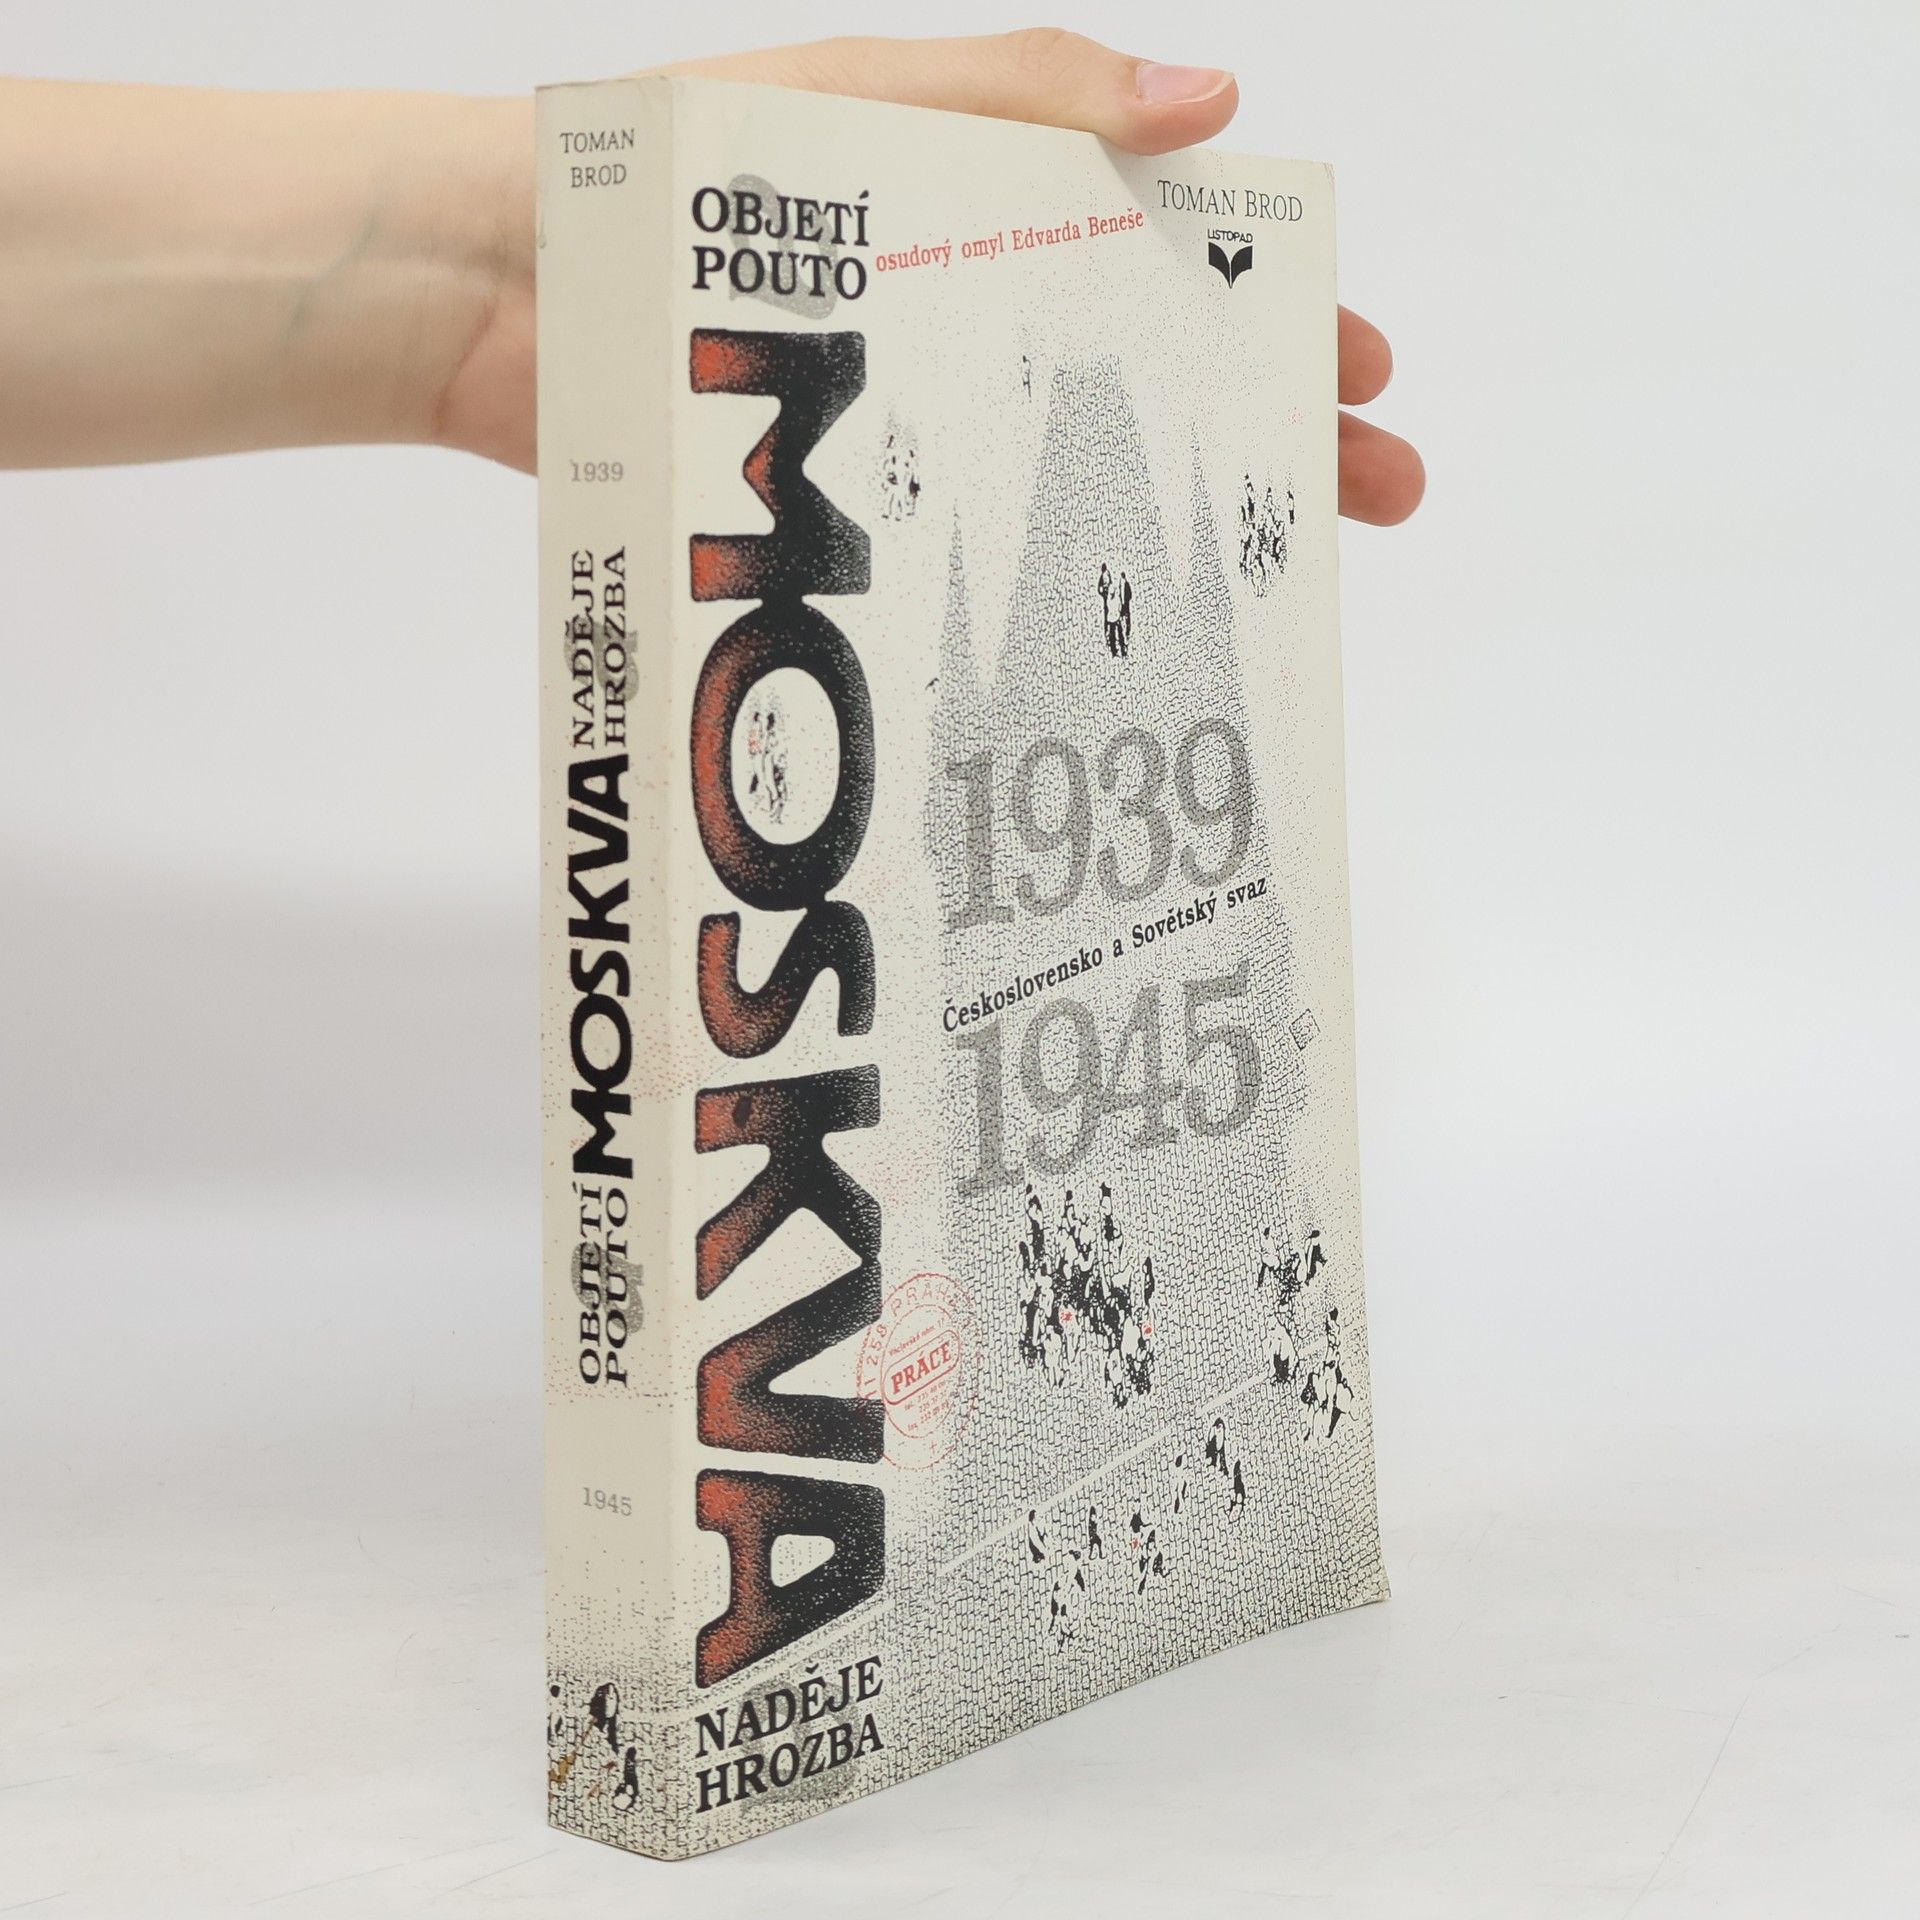 TOMAN
BROD
1939
OBJETÍ
POUTO
MOSKVA
NADĚJE
HROZBA
1945
OBJETÍ
POUTO
osudový omyl Edvarda Beneše
TOMAN BROD
LISTOPAD
MOSKVA
1939
Československo a Sovětský svaz
1945
PRAHA
PRÁCE
NADĚJE
HROZBA